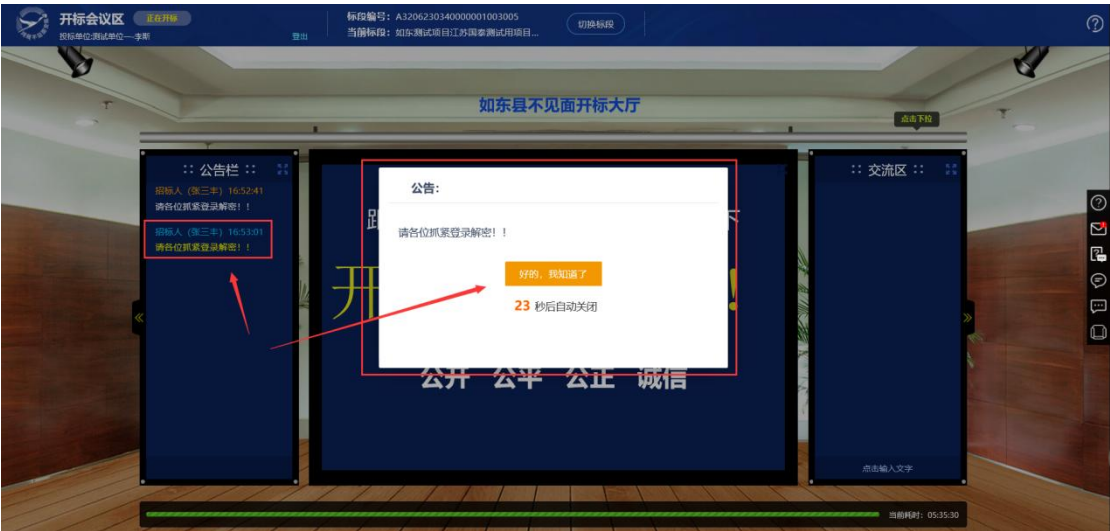 开标会议区 正在开标
投标单位:测试单位一-李斯
登出
标段编号：A3206230340000001003005
当前标段：如东测试项目江苏国泰测试用项目...
切换标段
如东县不见面开标大厅
点击下拉
:: 公告栏 ::
招标人（张三丰）16:52:41
请各位抓紧登录解密！！
招标人（张三丰）16:53:01
请各位抓紧登录解密！！
公告：
请各位抓紧登录解密！！
好的，我知道了
23 秒后自动关闭
开
公开 公平 公正 诚信
:: 交流区 ::
点击输入文字
当前耗时：05:35:30